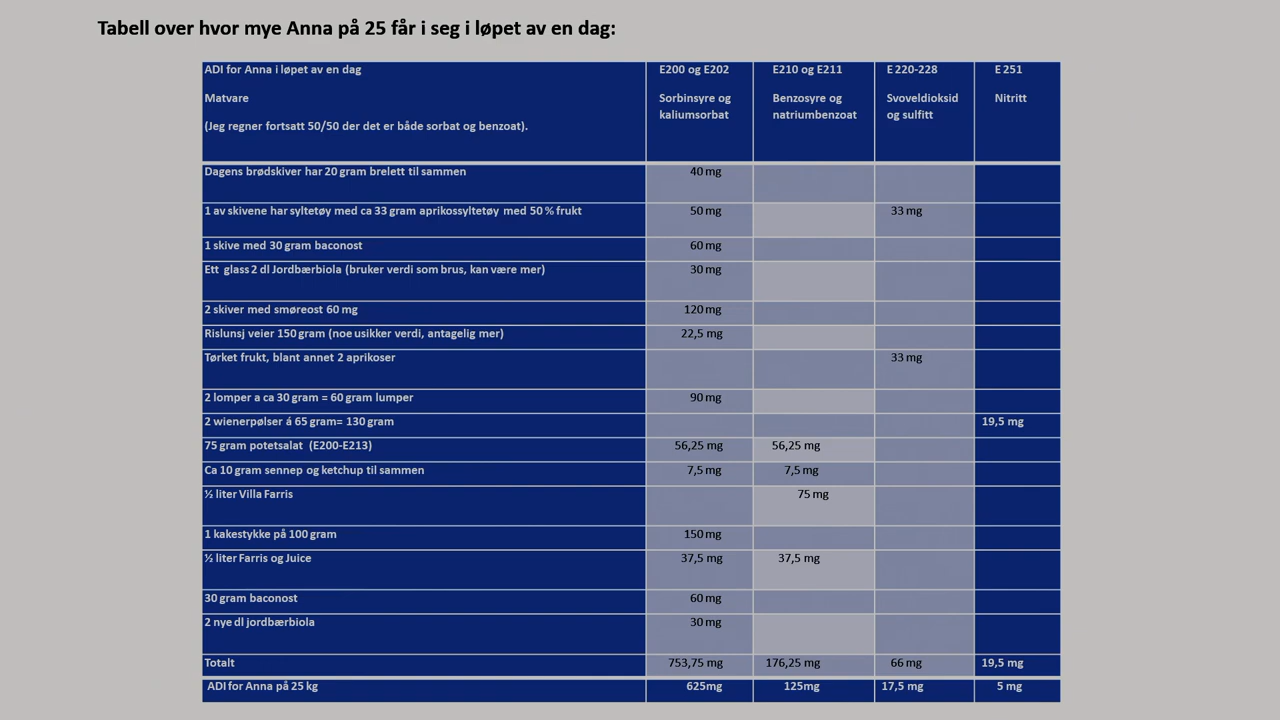 Tabell over hvor mye Anna på 25 får i seg i løpet av en dag:
ADI for Anna i løpet av en dag E200 og E202 E210 og E211 E 220-228 E 251
Matvare Sorbinsyre og Benzosyre og Svoveldioksid Nitritt
kaliumsorbat natriumbenzoat og sulfitt
(Jeg regner fortsatt 50/50 der det er både sorbat og benzoat).
Dagens brødskiver har 20 gram brelett til sammen 40 mg
1 av skivene har syltetøy med ca 33 gram aprikossyltetøy med 50 % frukt 50 mg 33 mg
1 skive med 30 gram baconost 60 mg
Ett glass 2 dl Jordbærbiola (bruker verdi som brus, kan være mer) 30 mg
2 skiver med smøreost 60 mg 120 mg
Rislunsj veier 150 gram (noe usikker verdi, antagelig mer) 22,5 mg
Tørket frukt, blant annet 2 aprikoser 33 mg
2 lomper a ca 30 gram = 60 gram lumper 90 mg
2 wienerpølser á 65 gram= 130 gram 19,5 mg
75 gram potetsalat (E200-E213) 56,25 mg 56,25 mg
Ca 10 gram sennep og ketchup til sammen 7,5 mg 7,5 mg
½ liter Villa Farris 75 mg
1 kakestykke på 100 gram 150 mg
½ liter Farris og Juice 37,5 mg 37,5 mg
30 gram baconost 60 mg
2 nye dl jordbærbiola 30 mg
Totalt 753,75 mg 176,25 mg 66 mg 19,5 mg
ADI for Anna på 25 kg 625mg 125mg 17,5 mg 5 mg